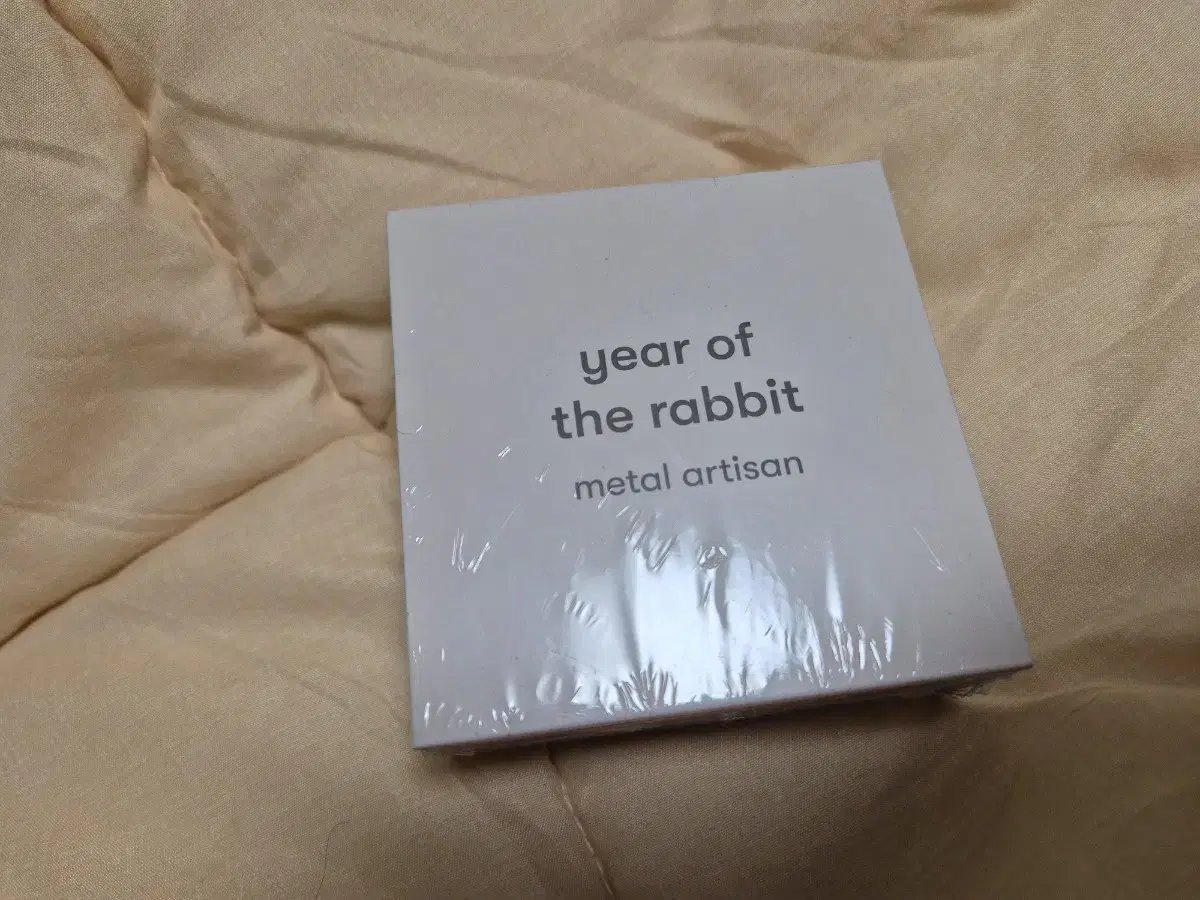 year of
the rabbit
metal artisan